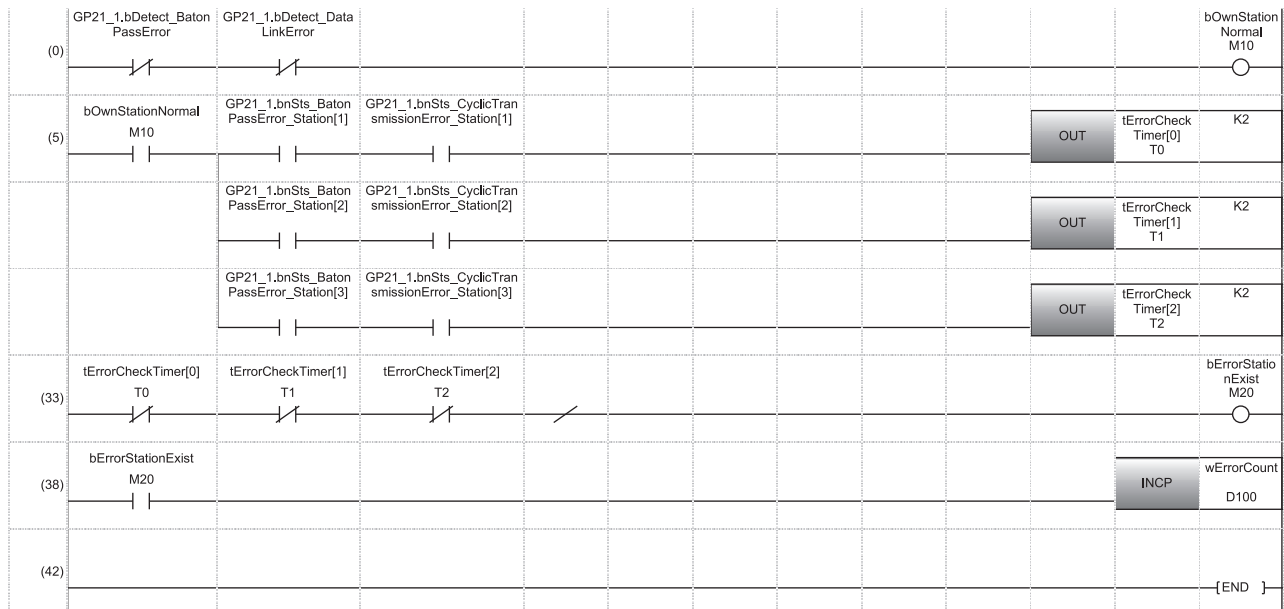 GP21_1.bDetect_Baton
PassError
GP21_1.bDetect_Data
LinkError
bOwnStation
Normal
M10
(0)
bOwnStationNormal
M10
GP21_1.bnSts_Baton
PassError_Station[1]
GP21_1.bnSts_CyclicTran
smissionError_Station[1]
(5)
OUT
tErrorCheck
Timer[0]
T0
K2
GP21_1.bnSts_Baton
PassError_Station[2]
GP21_1.bnSts_CyclicTran
smissionError_Station[2]
OUT
tErrorCheck
Timer[1]
T1
K2
GP21_1.bnSts_Baton
PassError_Station[3]
GP21_1.bnSts_CyclicTran
smissionError_Station[3]
OUT
tErrorCheck
Timer[2]
T2
K2
(33)
tErrorCheckTimer[0]
T0
tErrorCheckTimer[1]
T1
tErrorCheckTimer[2]
T2
bErrorStatio
nExist
M20
(38)
bErrorStationExist
M20
INCP
wErrorCount
D100
(42)
[END ]